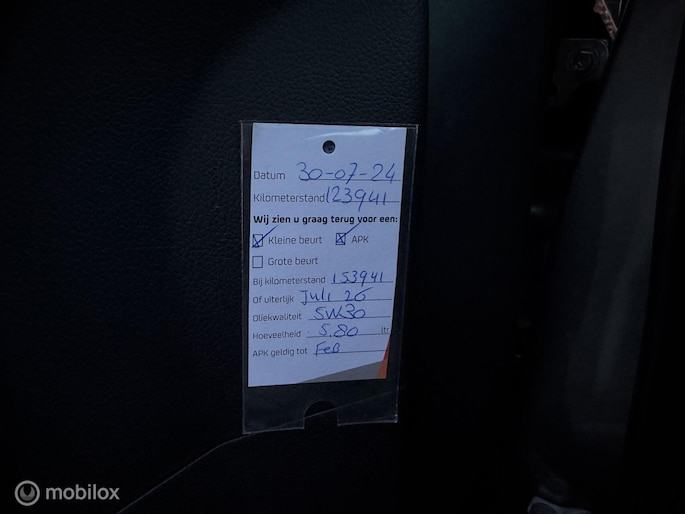 Datum 30-07-24
Kilometerstand 123941
Wij zien u graag terug voor een:
Kleine beurt APK
Grote beurt
Bij kilometerstand 153941
Of uiterlijk Juli 26
Oliekwaliteit 5W30
Hoeveelheid 5.80 ltr.
APK geldig tot Feb
mobilox